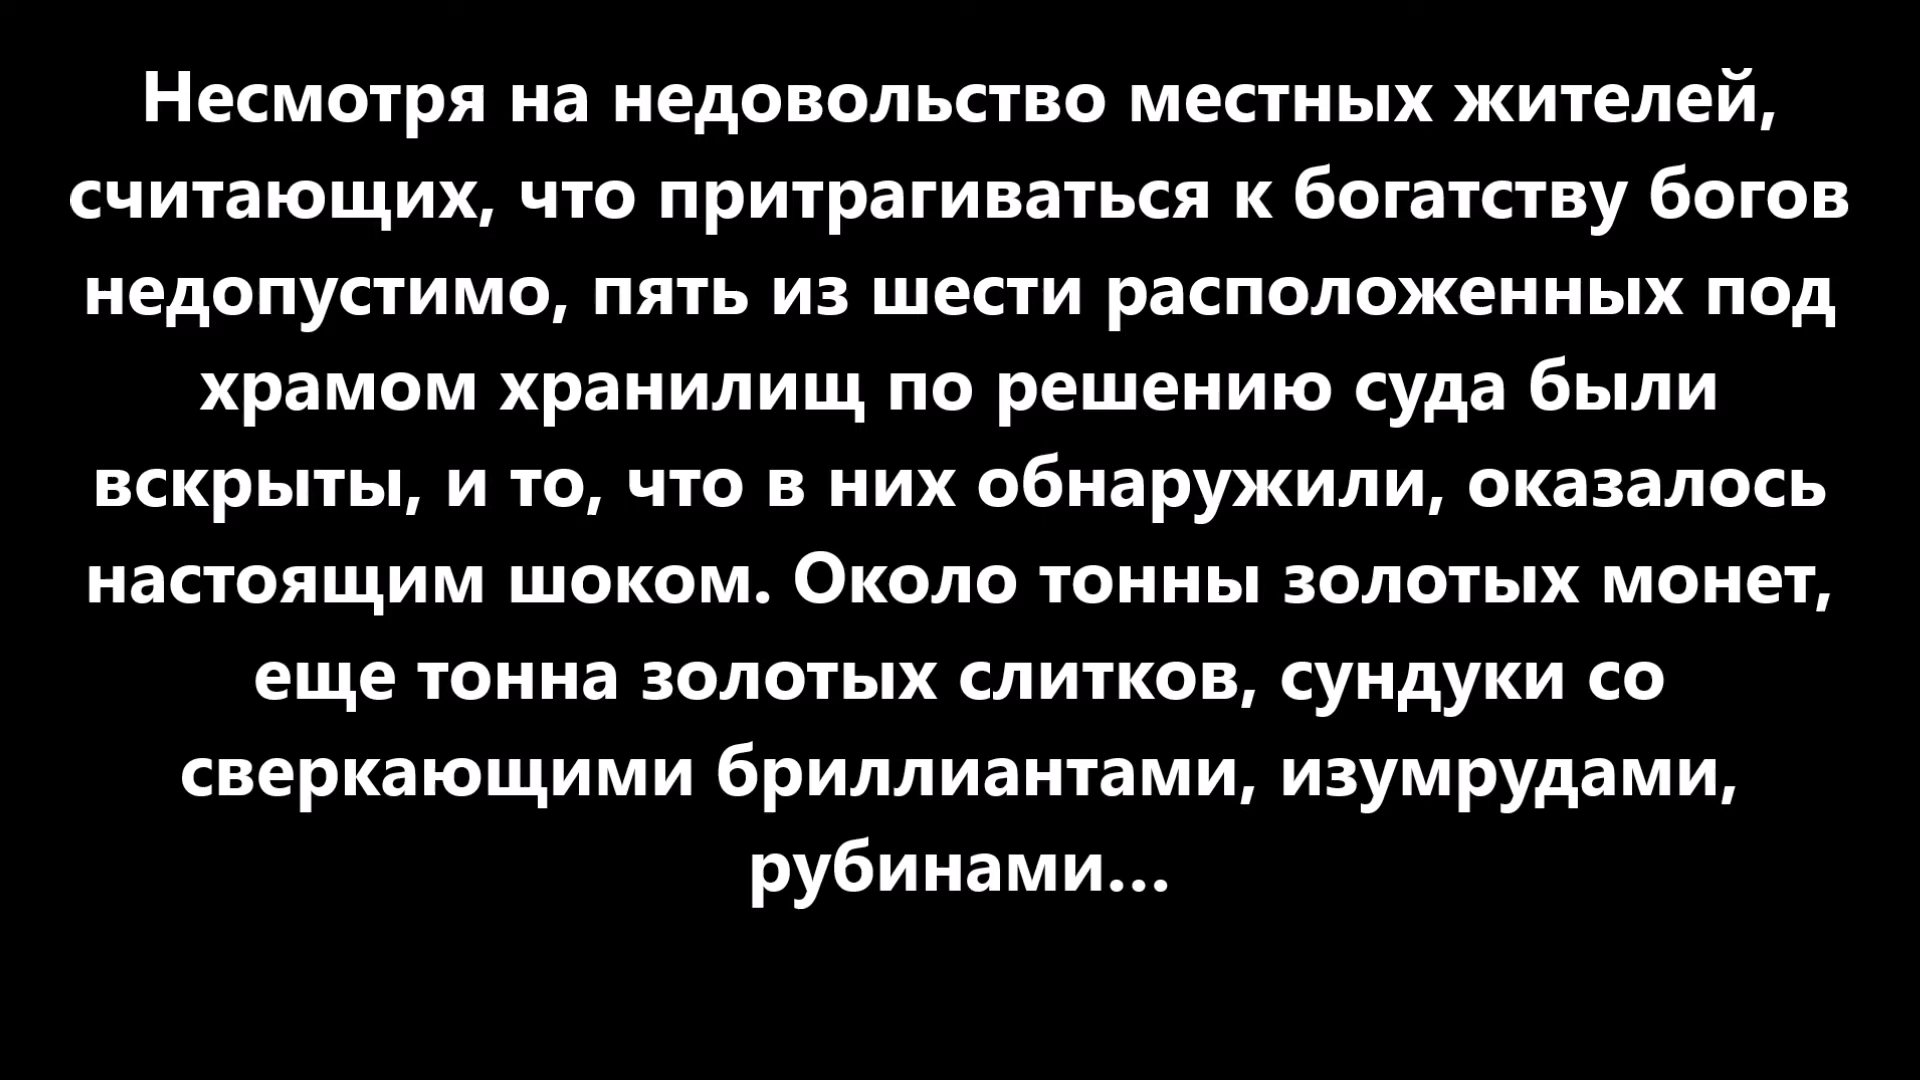 Несмотря на недовольство местных жителей,
считающих, что притрагиваться к богатству богов
недопустимо, пять из шести расположенных под
храмом хранилищ по решению суда были
вскрыты, и то, что в них обнаружили, оказалось
настоящим шоком. Около тонны золотых монет,
еще тонна золотых слитков, сундуки со
сверкающими бриллиантами, изумрудами,
рубинами...